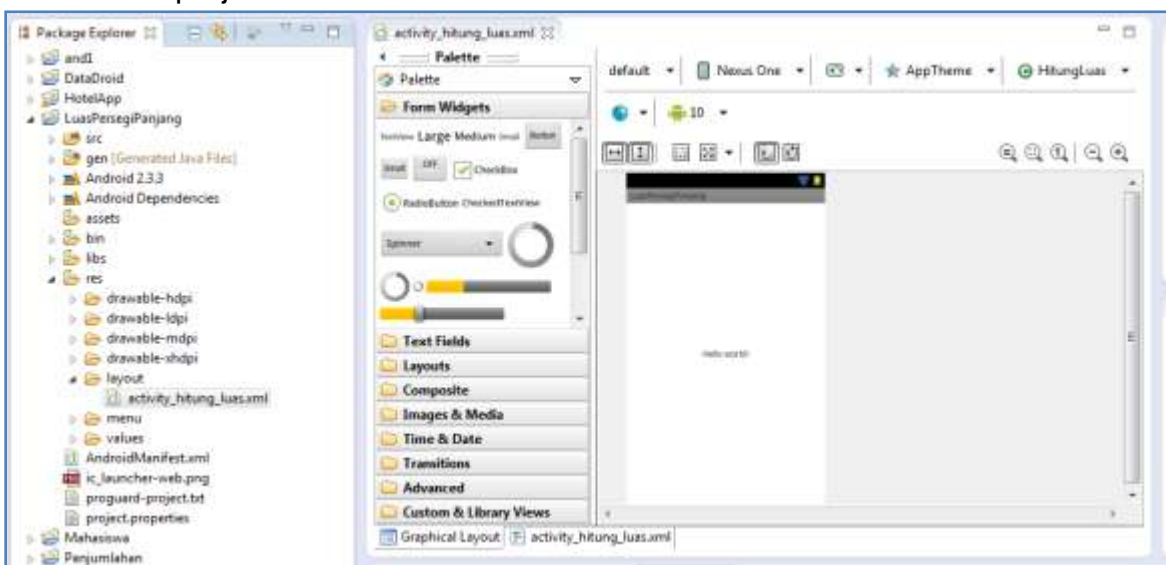 Package Explorer
and1
DataDroid
HotelApp
LuasPersegiPanjang
src
gen [Generated Java Files]
Android 2.3.3
Android Dependencies
assets
bin
libs
res
drawable-hdpi
drawable-ldpi
drawable-mdpi
drawable-xhdpi
layout
activity_hitung_luas.xml
menu
values
AndroidManifest.xml
ic_launcher-web.png
proguard-project.txt
project.properties
Mahasiswa
Penjumlahan
activity_hitung_luas.xml
Palette
Palette
Form Widgets
TextView Large Medium Small Button
Small OFF CheckBox
RadioButton CheckedTextView
Spinner
Text Fields
Layouts
Composite
Images & Media
Time & Date
Transitions
Advanced
Custom & Library Views
Graphical Layout activity_hitung_luas.xml
default Nexus One AppTheme HitungLuas
10
LuasPersegiPanjang
Hello world!